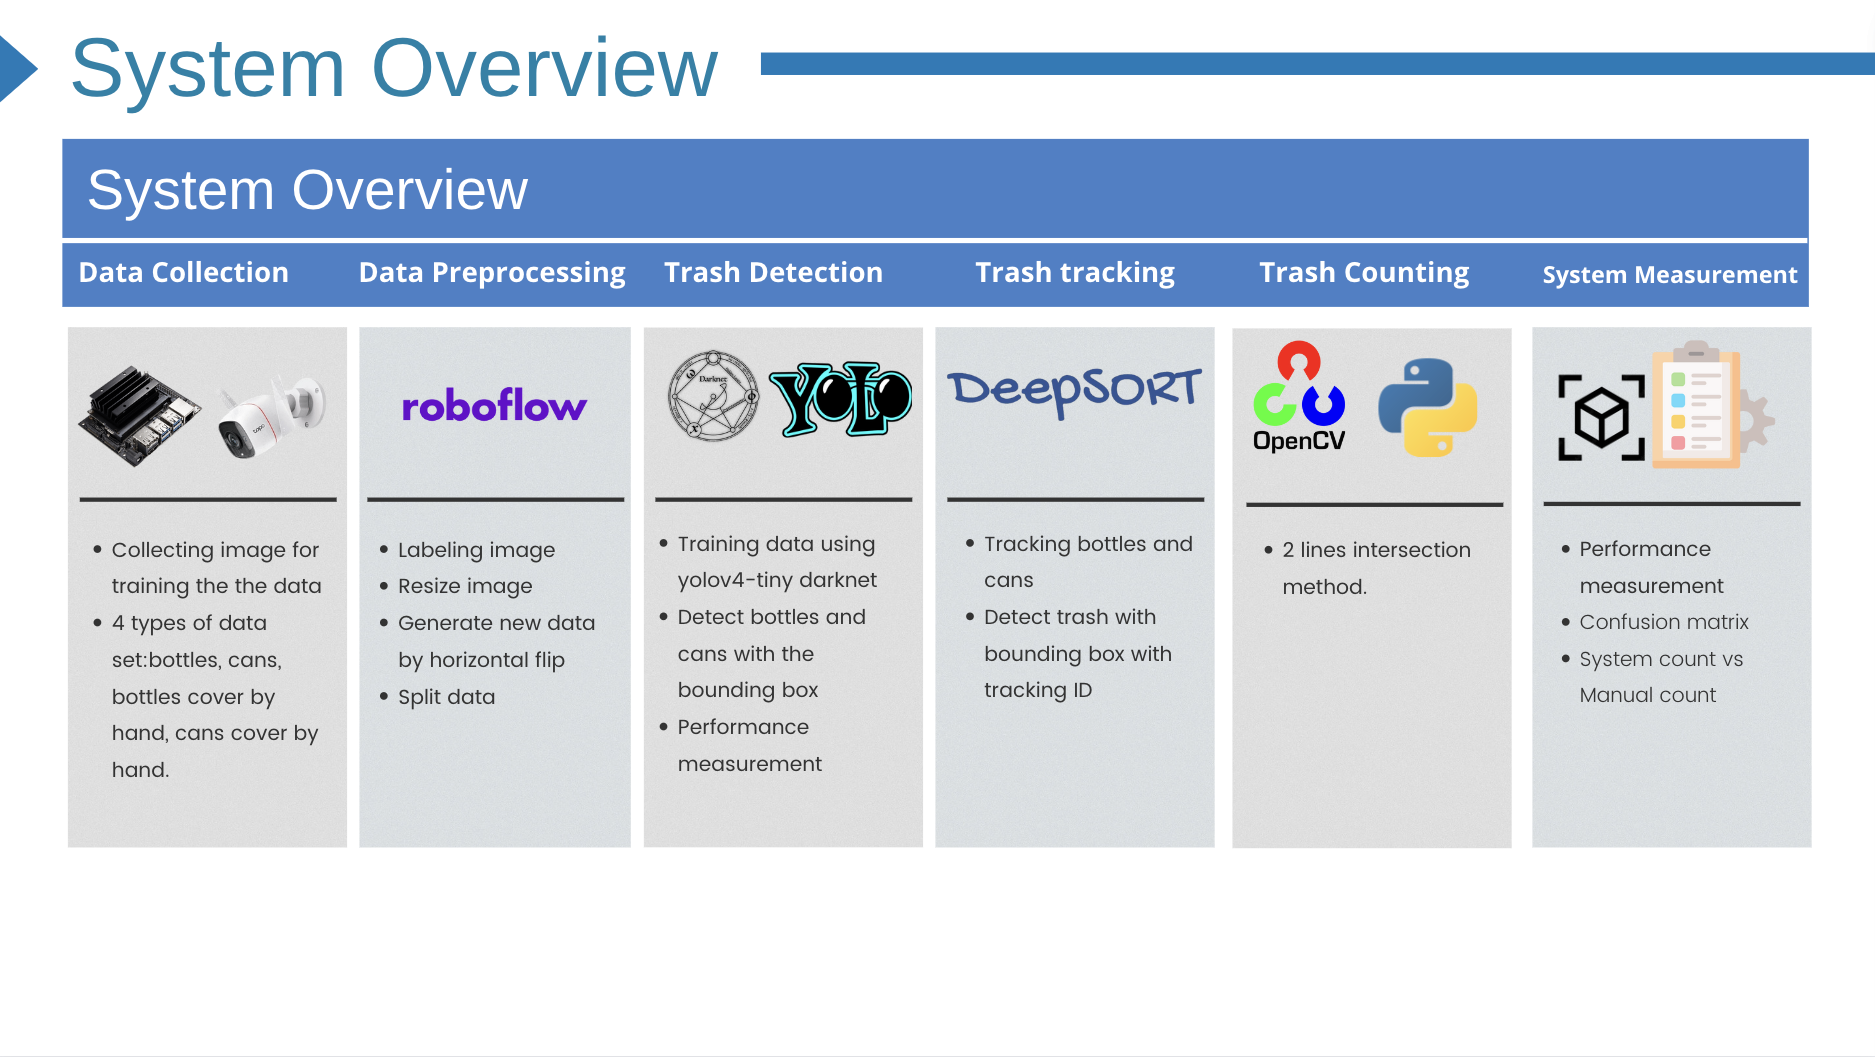 System Overview
System Overview
Data Collection
Data Preprocessing
Trash Detection
Trash tracking
Trash Counting
System Measurement
tapo
Collecting image for
training the the data
4 types of data
set:bottles, cans,
bottles cover by
hand, cans cover by
hand.
roboflow
Labeling image
Resize image
Generate new data
by horizontal flip
Split data
Darknet
YOLO
Training data using
yolov4-tiny darknet
Detect bottles and
cans with the
bounding box
Performance
measurement
DeepSORT
Tracking bottles and
cans
Detect trash with
bounding box with
tracking ID
OpenCV
2 lines intersection
method.
Performance
measurement
Confusion matrix
System count vs
Manual count